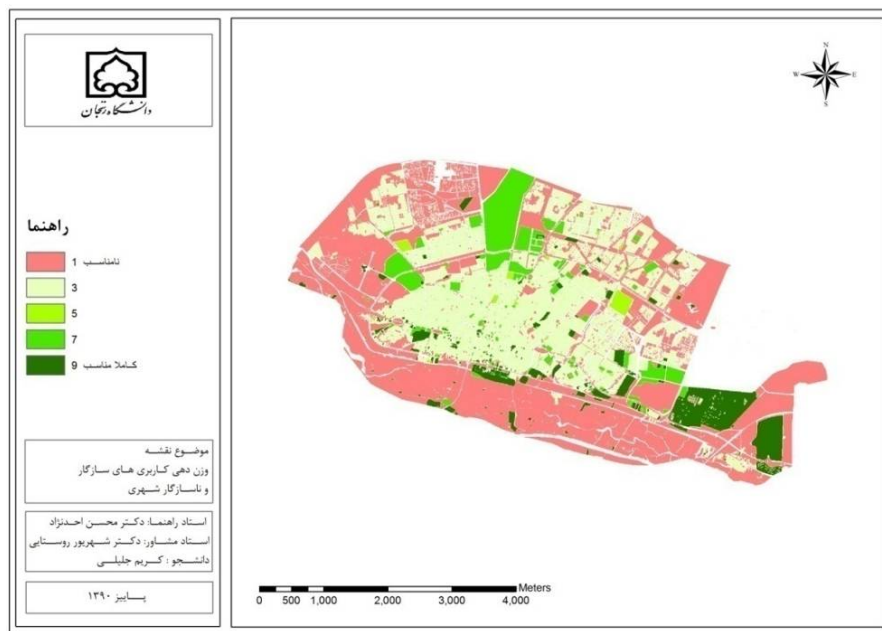 دانشگاه زنجان
راهنما
نامناسب 1
3
5
7
کاملا مناسب 9
موضوع نقشه
وزن دهی کاربری های سازگار
و ناسازگار شهری
استاد راهنما: دکتر محسن احدنژاد
استاد مشاور: دکتر شهریور روستایی
دانشجو : کریم جلیلی
پاییز ۱۳۹۰
N
W E
S
Meters
0 500 1,000 2,000 3,000 4,000